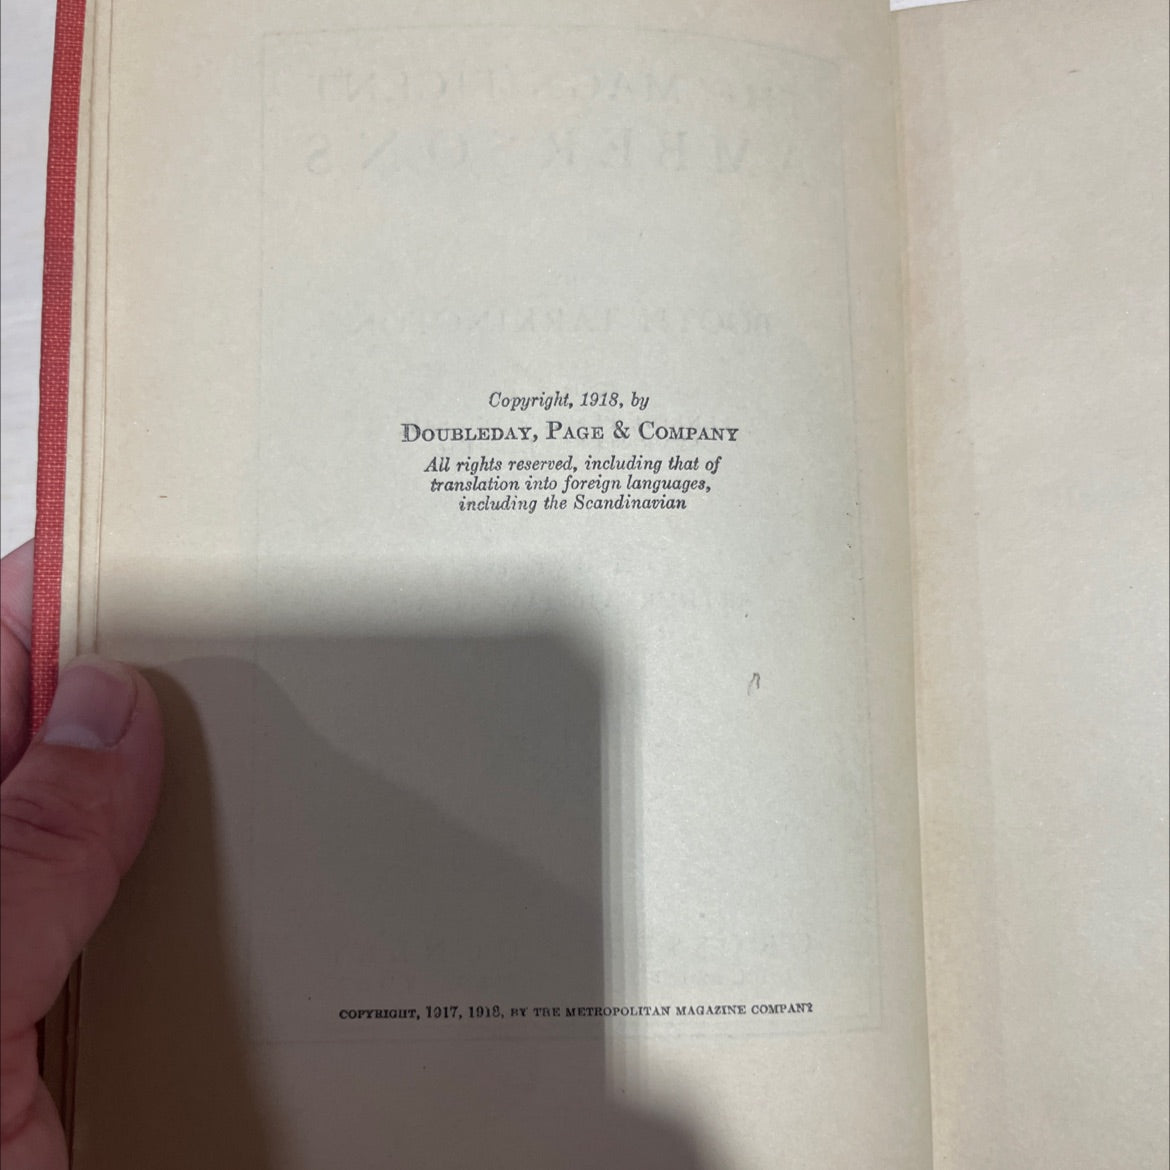 Copyright, 1918, by
DOUBLEDAY, PAGE & COMPANY
All rights reserved, including that of
translation into foreign languages,
including the Scandinavian
COPYRIGHT, 1917, 1918, BY THE METROPOLITAN MAGAZINE COMPANY